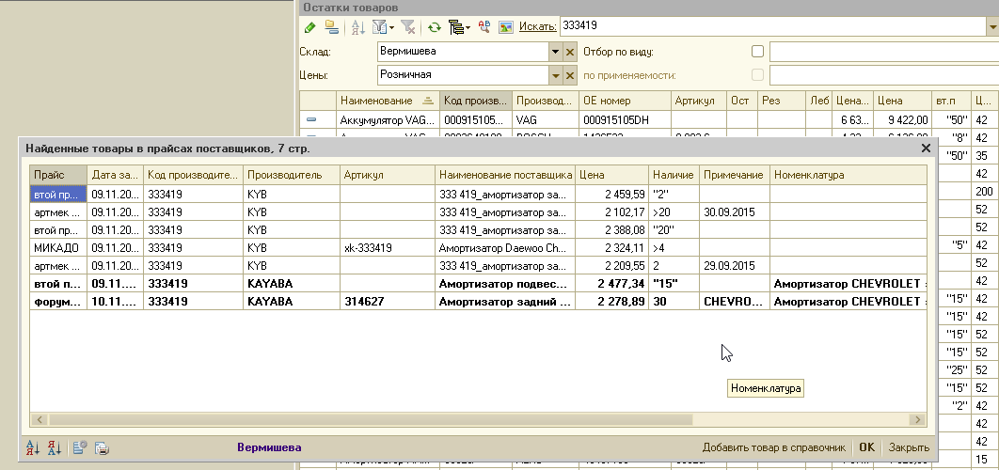 Остатки товаров
Искать: 333419
Склад: Вермишева Отбор по виду:
Цены: Розничная по применяемости:
Наименование Код произв... Производ... ОЕ номер Артикул Ост Рез Леб Цена... Цена вт.п Ц...
Аккумулятор VAG... 000915105... VAG 000915105DH 6 63... 9 422,00 "50" 42
"8" 42
Найденные товары в прайсах поставщиков, 7 стр.
"50" 35
Прайс Дата за... Код производите... Производитель Артикул Наименование поставщика Цена Наличие Примечание Номенклатура
42
втой пр... 09.11.20... 333419 KYB 333 419_амортизатор за... 2 459,59 "2"
200
артмек ... 09.11.20... 333419 KYB 333 419_амортизатор за... 2 102,17 >20 30.09.2015
52
втой пр... 09.11.20... 333419 KYB 333 419_амортизатор за... 2 388,08 "20"
52
МИКАДО 09.11.20... 333419 KYB xk-333419 Амортизатор Daewoo Ch... 2 324,11 >4
"5" 42
артмек ... 09.11.20... 333419 KYB 333 419_амортизатор за... 2 209,55 2 29.09.2015
52
втой п... 09.11.... 333419 KAYABA Амортизатор подвес... 2 477,34 "15" Амортизатор CHEVROLET
42
форум... 10.11.... 333419 KAYABA 314627 Амортизатор задний ... 2 278,89 30 CHEVRO... Амортизатор CHEVROLET
"15" 42
"15" 42
"15" 52
"15" 52
"25" 52
Номенклатура
"15" 52
"2" 42
42
Вермишева Добавить товар в справочник OK Закрыть
42
15